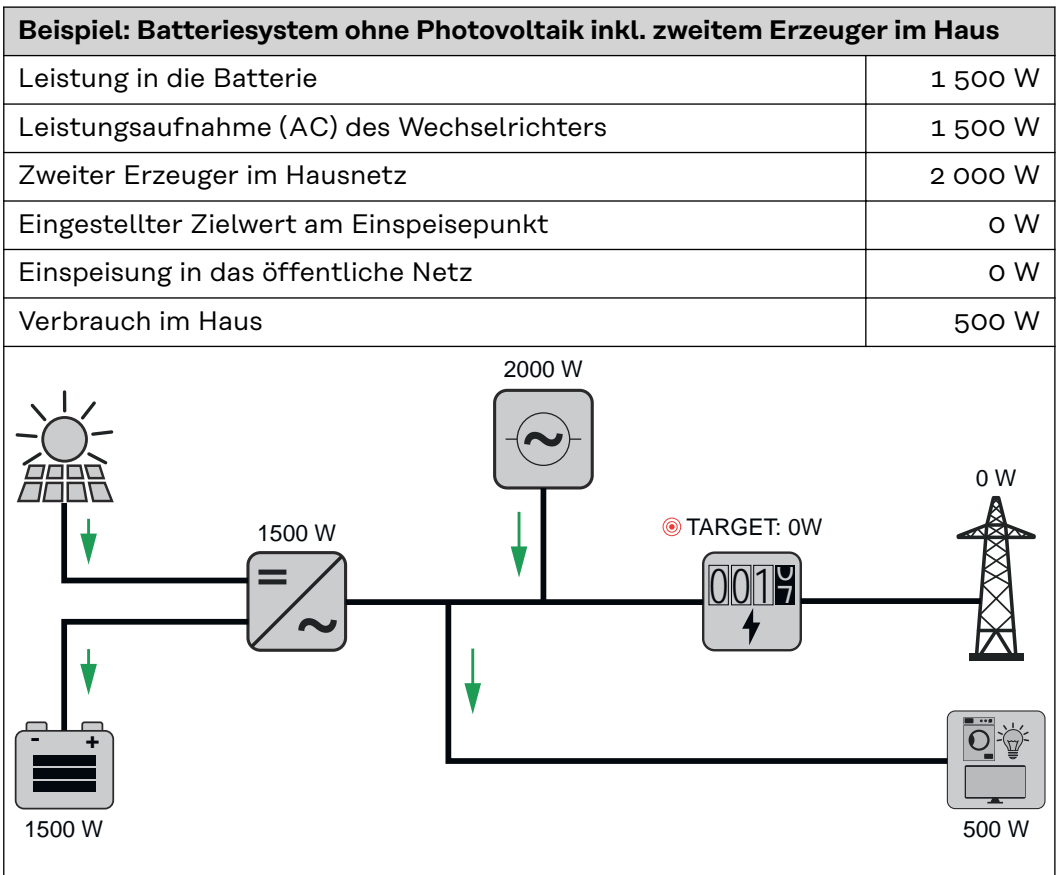 Beispiel: Batteriesystem ohne Photovoltaik inkl. zweitem Erzeuger im Haus
Leistung in die Batterie 1 500 W
Leistungsaufnahme (AC) des Wechselrichters 1 500 W
Zweiter Erzeuger im Hausnetz 2 000 W
Eingestellter Zielwert am Einspeisepunkt 0 W
Einspeisung in das öffentliche Netz 0 W
Verbrauch im Haus 500 W
2000 W
0 W
1500 W
TARGET: 0W
001
7
- +
1500 W
500 W